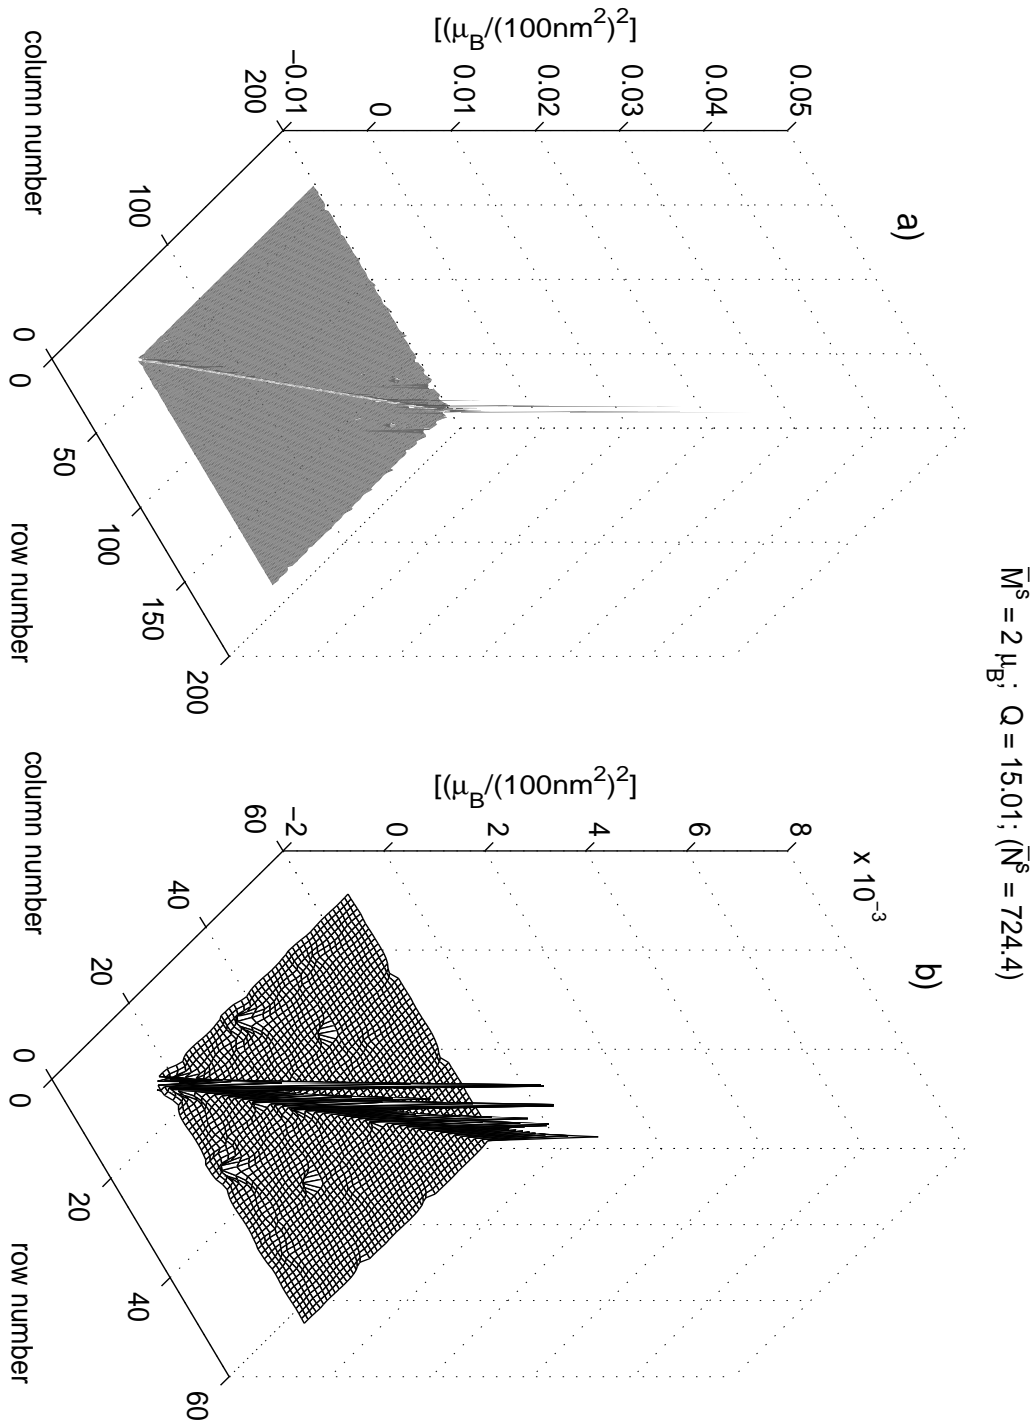 M̄ˢ = 2 μ_B; Q = 15.01; (N̄ˢ = 724.4)
a)
[(μ_B/(100nm²)²]
0.05
0.04
0.03
0.02
0.01
0
−0.01
200
100
0
column number
0
50
100
150
200
row number
b)
x 10⁻³
[(μ_B/(100nm²)²]
8
6
4
2
0
−2
60
40
20
0
column number
0
20
40
60
row number